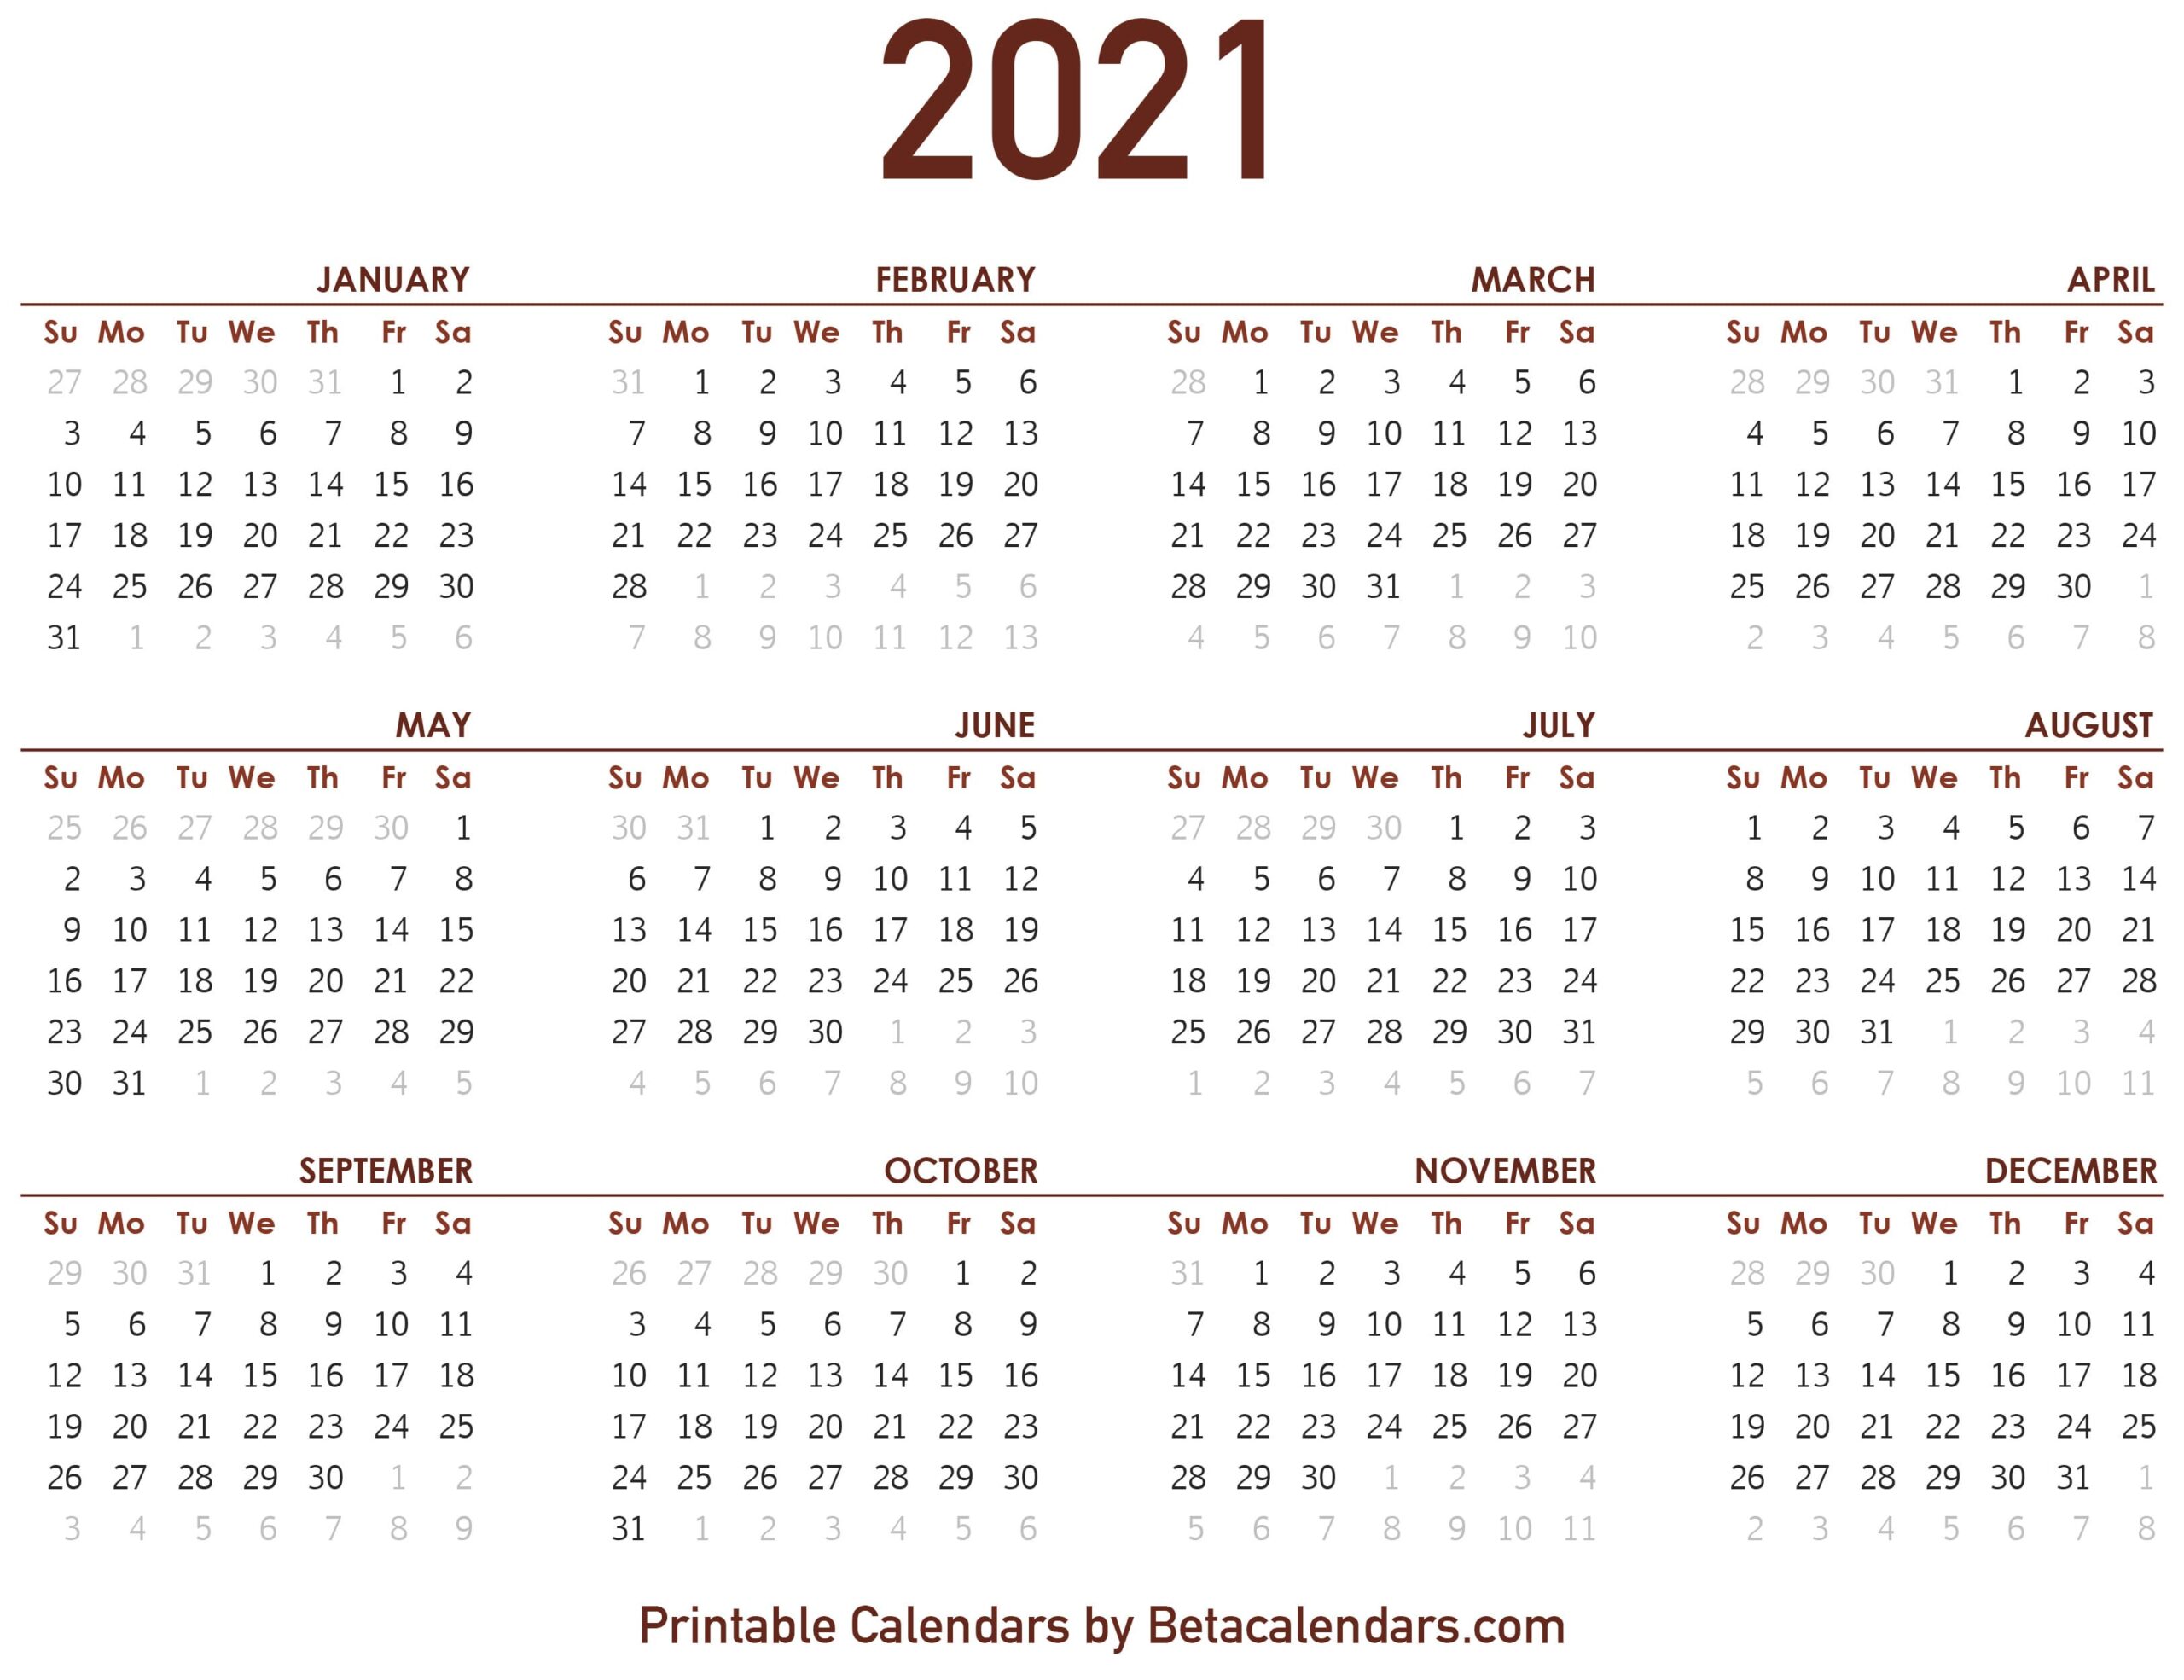 2021
JANUARY FEBRUARY MARCH APRIL
Su Mo Tu We Th Fr Sa Su Mo Tu We Th Fr Sa Su Mo Tu We Th Fr Sa Su Mo Tu We Th Fr Sa
27 28 29 30 31 1 2 31 1 2 3 4 5 6 28 1 2 3 4 5 6 28 29 30 31 1 2 3
3 4 5 6 7 8 9 7 8 9 10 11 12 13 7 8 9 10 11 12 13 4 5 6 7 8 9 10
10 11 12 13 14 15 16 14 15 16 17 18 19 20 14 15 16 17 18 19 20 11 12 13 14 15 16 17
17 18 19 20 21 22 23 21 22 23 24 25 26 27 21 22 23 24 25 26 27 18 19 20 21 22 23 24
24 25 26 27 28 29 30 28 1 2 3 4 5 6 28 29 30 31 1 2 3 25 26 27 28 29 30 1
31 1 2 3 4 5 6 7 8 9 10 11 12 13 4 5 6 7 8 9 10 2 3 4 5 6 7 8
MAY JUNE JULY AUGUST
Su Mo Tu We Th Fr Sa Su Mo Tu We Th Fr Sa Su Mo Tu We Th Fr Sa Su Mo Tu We Th Fr Sa
25 26 27 28 29 30 1 30 31 1 2 3 4 5 27 28 29 30 1 2 3 1 2 3 4 5 6 7
2 3 4 5 6 7 8 6 7 8 9 10 11 12 4 5 6 7 8 9 10 8 9 10 11 12 13 14
9 10 11 12 13 14 15 13 14 15 16 17 18 19 11 12 13 14 15 16 17 15 16 17 18 19 20 21
16 17 18 19 20 21 22 20 21 22 23 24 25 26 18 19 20 21 22 23 24 22 23 24 25 26 27 28
23 24 25 26 27 28 29 27 28 29 30 1 2 3 25 26 27 28 29 30 31 29 30 31 1 2 3 4
30 31 1 2 3 4 5 4 5 6 7 8 9 10 1 2 3 4 5 6 7 5 6 7 8 9 10 11
SEPTEMBER OCTOBER NOVEMBER DECEMBER
Su Mo Tu We Th Fr Sa Su Mo Tu We Th Fr Sa Su Mo Tu We Th Fr Sa Su Mo Tu We Th Fr Sa
29 30 31 1 2 3 4 26 27 28 29 30 1 2 31 1 2 3 4 5 6 28 29 30 1 2 3 4
5 6 7 8 9 10 11 3 4 5 6 7 8 9 7 8 9 10 11 12 13 5 6 7 8 9 10 11
12 13 14 15 16 17 18 10 11 12 13 14 15 16 14 15 16 17 18 19 20 12 13 14 15 16 17 18
19 20 21 22 23 24 25 17 18 19 20 21 22 23 21 22 23 24 25 26 27 19 20 21 22 23 24 25
26 27 28 29 30 1 2 24 25 26 27 28 29 30 28 29 30 1 2 3 4 26 27 28 29 30 31 1
3 4 5 6 7 8 9 31 1 2 3 4 5 6 5 6 7 8 9 10 11 2 3 4 5 6 7 8
Printable Calendars by Betacalendars.com